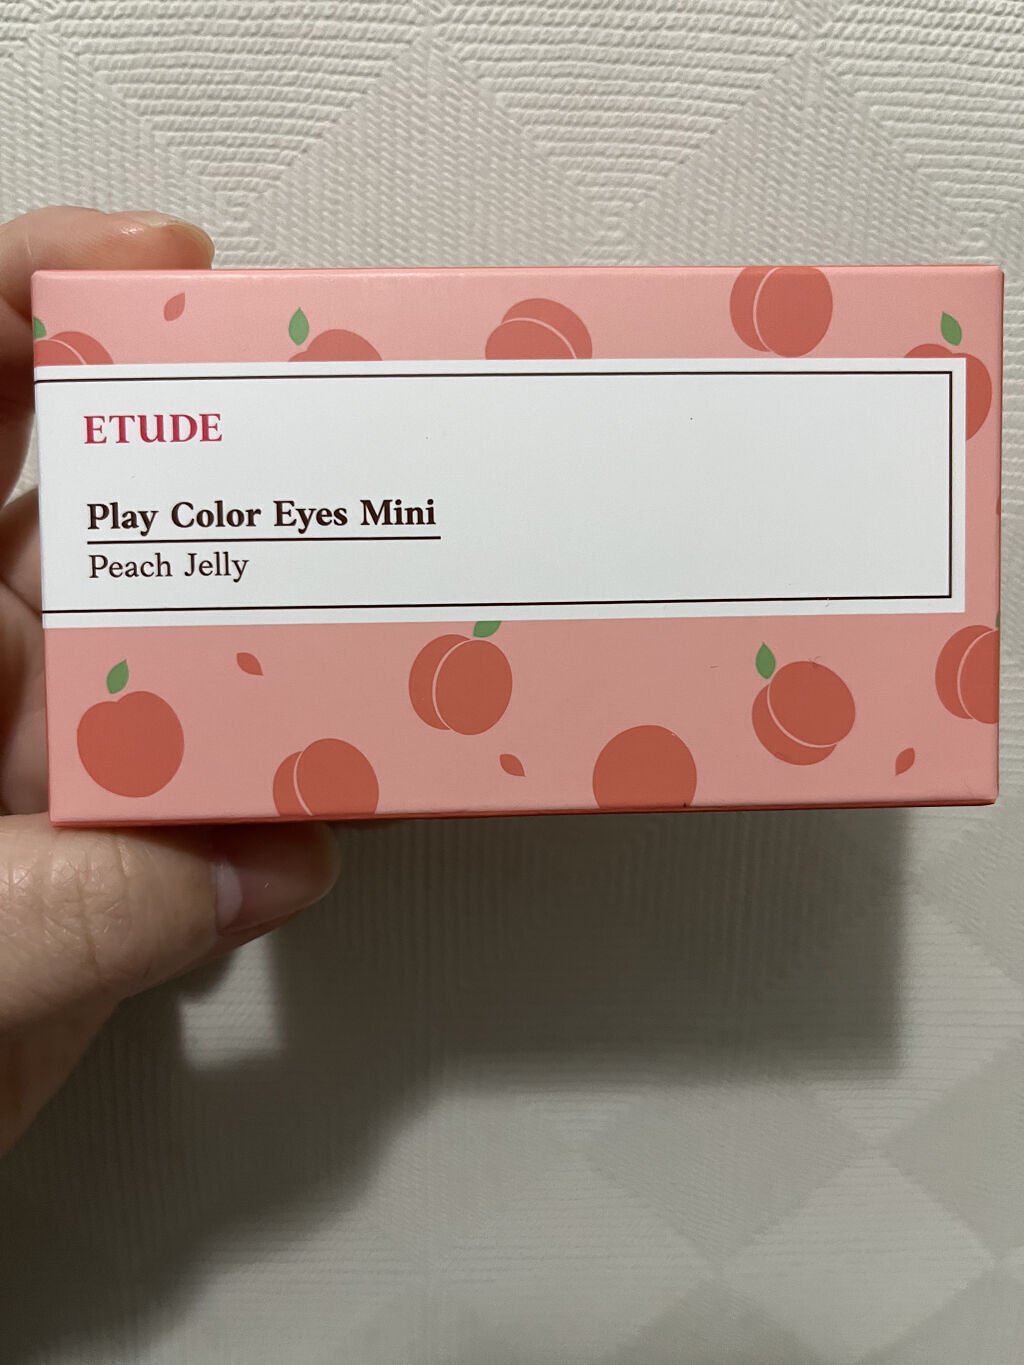 ETUDE
Play Color Eyes Mini
Peach Jelly